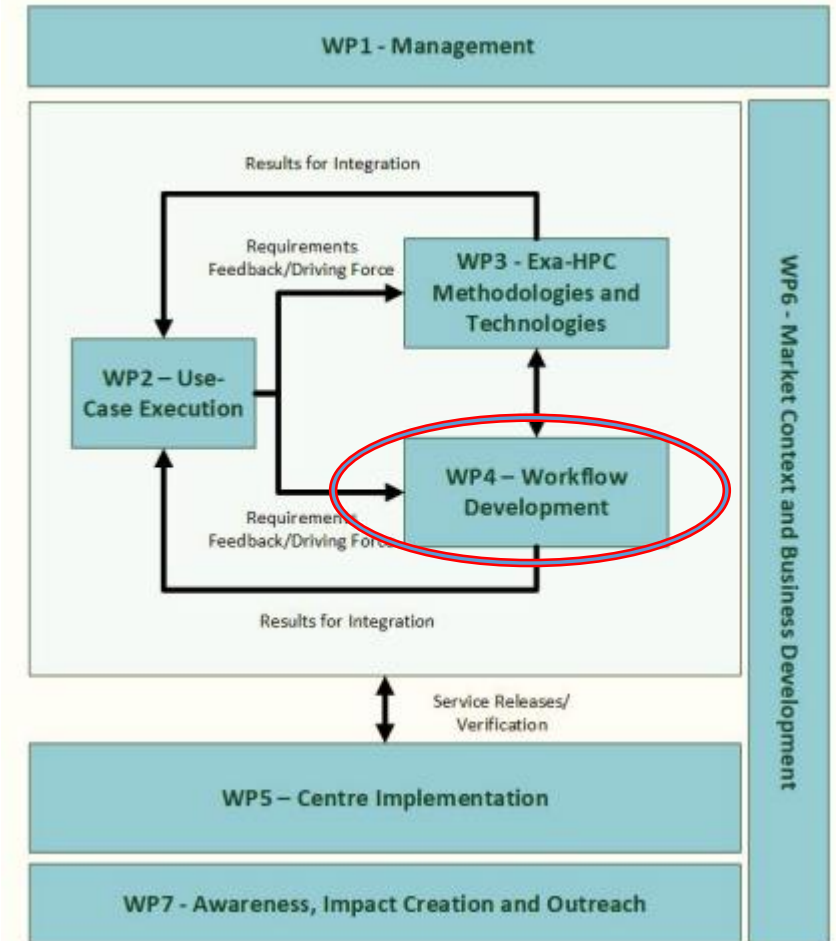 WP1 - Management
Results for Integration
Requirements
Feedback/Driving Force
WP3 - Exa-HPC
Methodologies and
Technologies
WP2 – Use-
Case Execution
WP4 – Workflow
Development
Requirements
Feedback/Driving Force
Results for Integration
WP6 - Market Context and Business Development
Service Releases/
Verification
WP5 – Centre Implementation
WP7 - Awareness, Impact Creation and Outreach